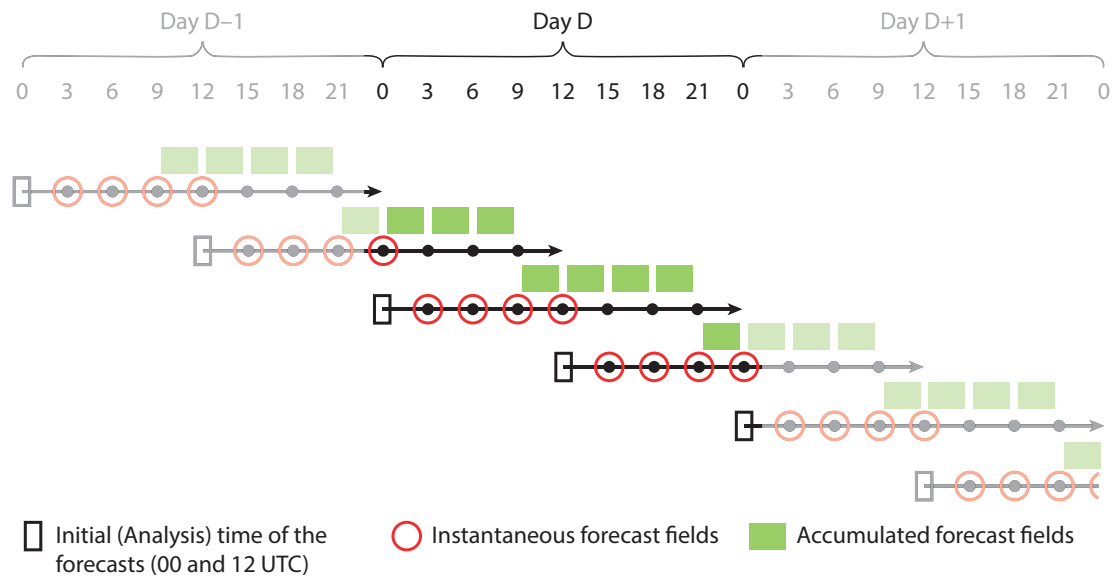 Day D–1 Day D Day D+1
0 3 6 9 12 15 18 21 0 3 6 9 12 15 18 21 0 3 6 9 12 15 18 21 0
Initial (Analysis) time of the
forecasts (00 and 12 UTC)
Instantaneous forecast fields
Accumulated forecast fields